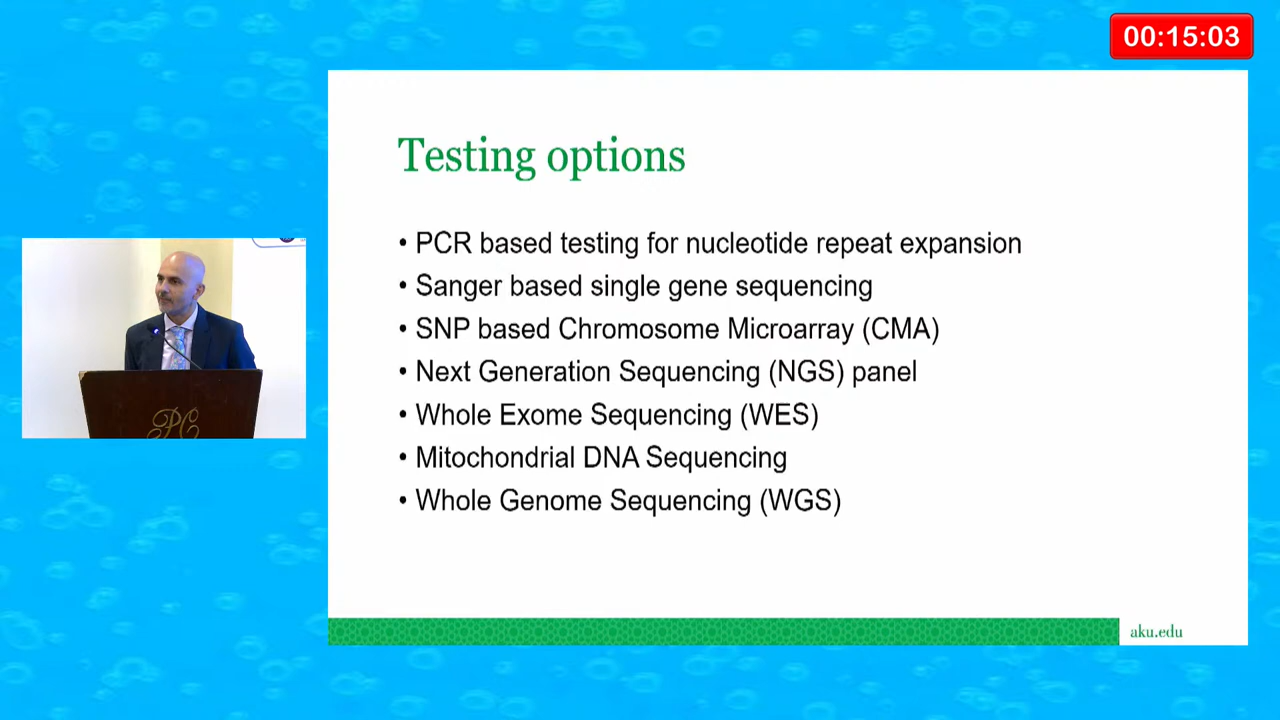 00:15:03
Testing options
• PCR based testing for nucleotide repeat expansion
• Sanger based single gene sequencing
• SNP based Chromosome Microarray (CMA)
• Next Generation Sequencing (NGS) panel
• Whole Exome Sequencing (WES)
• Mitochondrial DNA Sequencing
• Whole Genome Sequencing (WGS)
PC
aku.edu